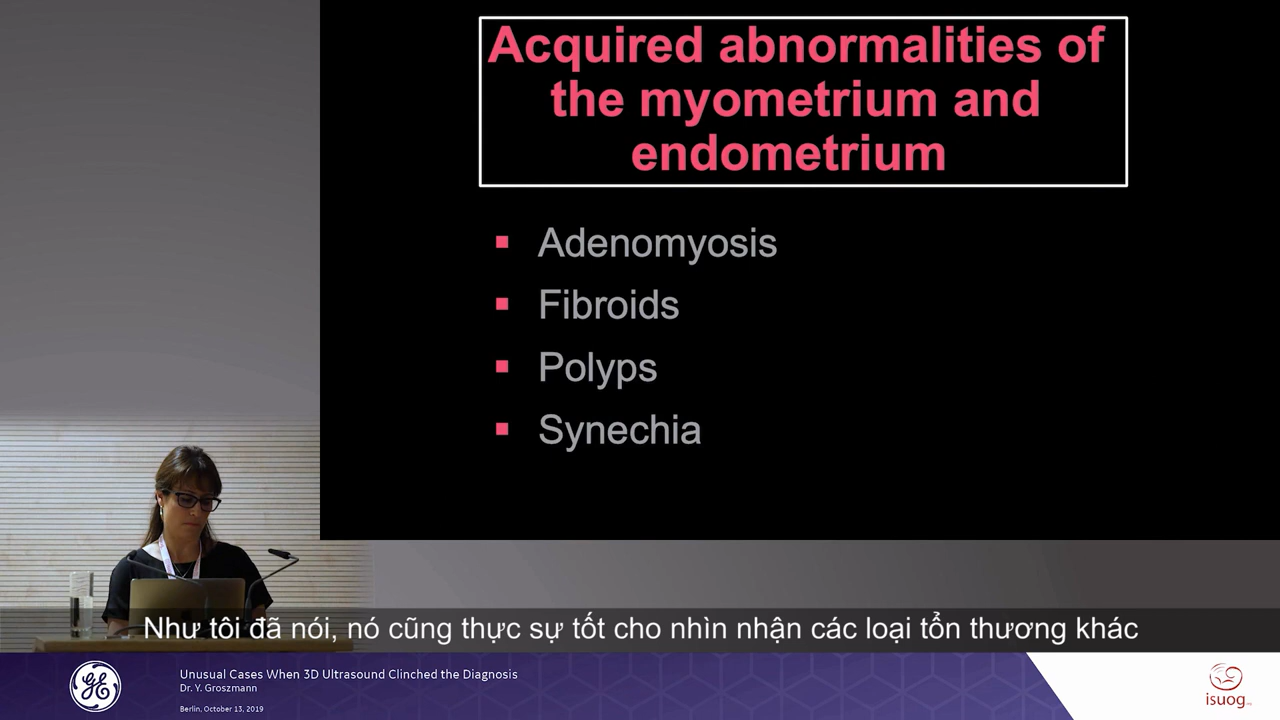 Acquired abnormalities of
the myometrium and
endometrium
Adenomyosis
Fibroids
Polyps
Synechia
Như tôi đã nói, nó cũng thực sự tốt cho nhìn nhận các loại tổn thương khác
Unusual Cases When 3D Ultrasound Clinched the Diagnosis
Dr. Y. Groszmann
Berlin, October 13, 2019
GE
isuog